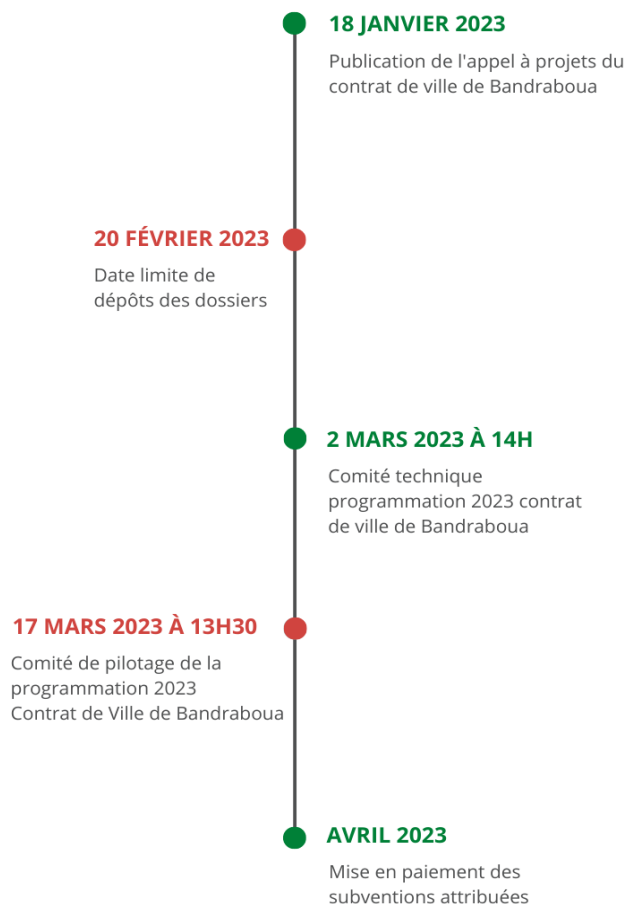 18 JANVIER 2023
Publication de l'appel à projets du
contrat de ville de Bandraboua
20 FÉVRIER 2023
Date limite de
dépôts des dossiers
2 MARS 2023 À 14H
Comité technique
programmation 2023 contrat
de ville de Bandraboua
17 MARS 2023 À 13H30
Comité de pilotage de la
programmation 2023
Contrat de Ville de Bandraboua
AVRIL 2023
Mise en paiement des
subventions attribuées